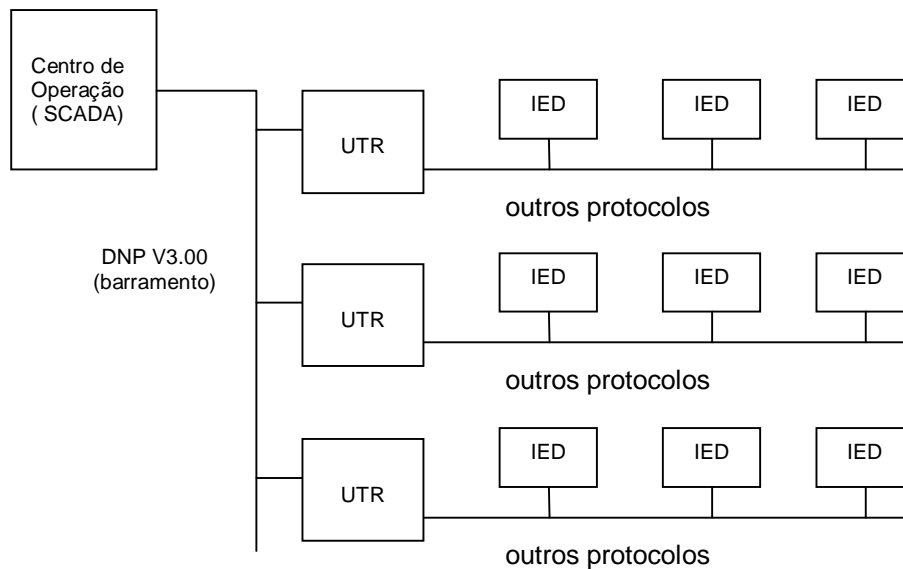 Centro de
Operação
( SCADA)
IED
IED
IED
UTR
outros protocolos
DNP V3.00
(barramento)
IED
IED
IED
UTR
outros protocolos
IED
IED
IED
UTR
outros protocolos